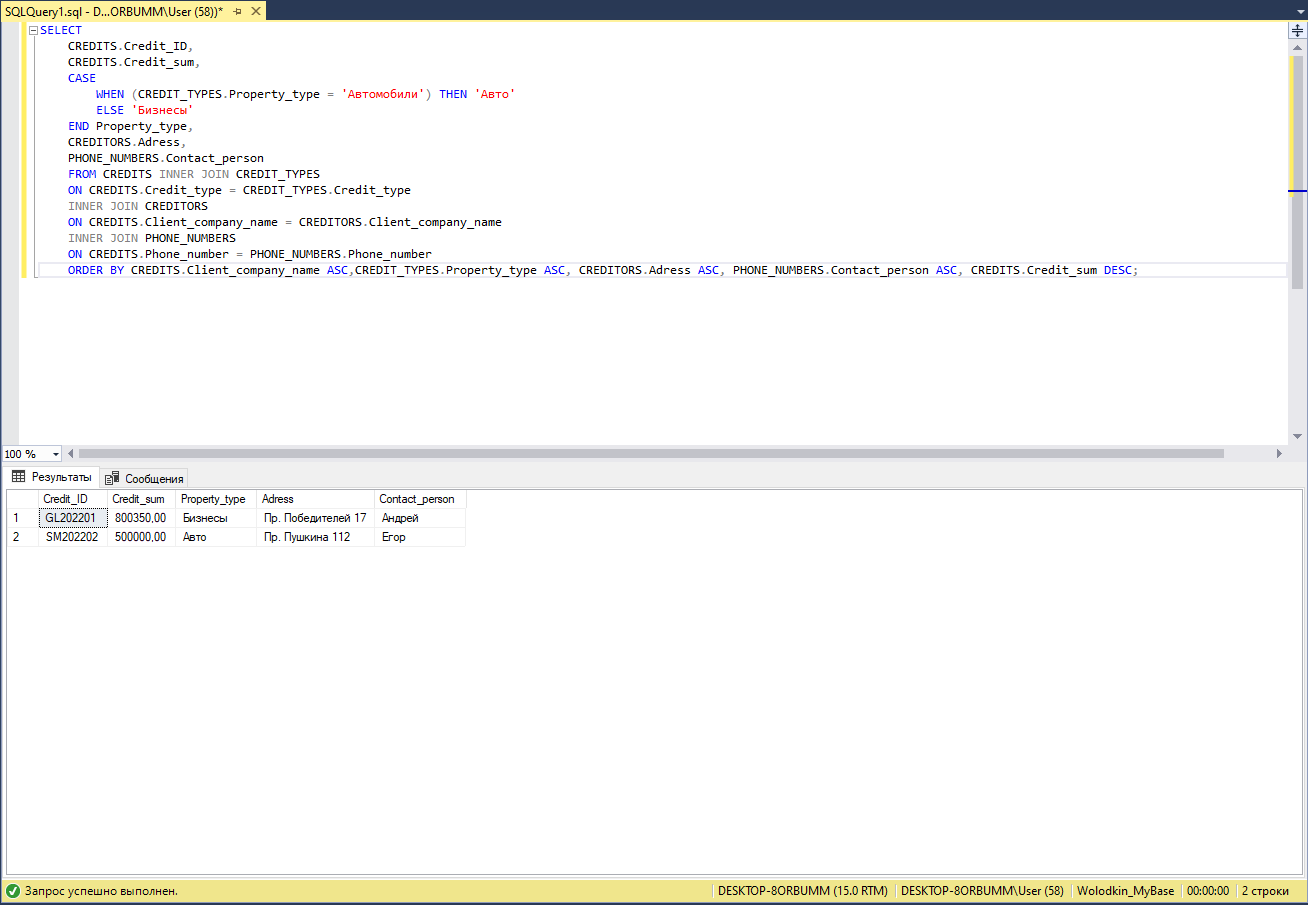 SQLQuery1.sql - D...ORBUMM\User (58))*
SELECT
CREDITS.Credit_ID,
CREDITS.Credit_sum,
CASE
WHEN (CREDIT_TYPES.Property_type = 'Автомобили') THEN 'Авто'
ELSE 'Бизнесы'
END Property_type,
CREDITORS.Adress,
PHONE_NUMBERS.Contact_person
FROM CREDITS INNER JOIN CREDIT_TYPES
ON CREDITS.Credit_type = CREDIT_TYPES.Credit_type
INNER JOIN CREDITORS
ON CREDITS.Client_company_name = CREDITORS.Client_company_name
INNER JOIN PHONE_NUMBERS
ON CREDITS.Phone_number = PHONE_NUMBERS.Phone_number
ORDER BY CREDITS.Client_company_name ASC,CREDIT_TYPES.Property_type ASC, CREDITORS.Adress ASC, PHONE_NUMBERS.Contact_person ASC, CREDITS.Credit_sum DESC;
100 %
Результаты Сообщения
Credit_ID Credit_sum Property_type Adress Contact_person
1 GL202201 800350,00 Бизнесы Пр. Победителей 17 Андрей
2 SM202202 500000,00 Авто Пр. Пушкина 112 Егор
Запрос успешно выполнен. DESKTOP-8ORBUMM (15.0 RTM) DESKTOP-8ORBUMM\User (58) Wolodkin_MyBase 00:00:00 2 строки